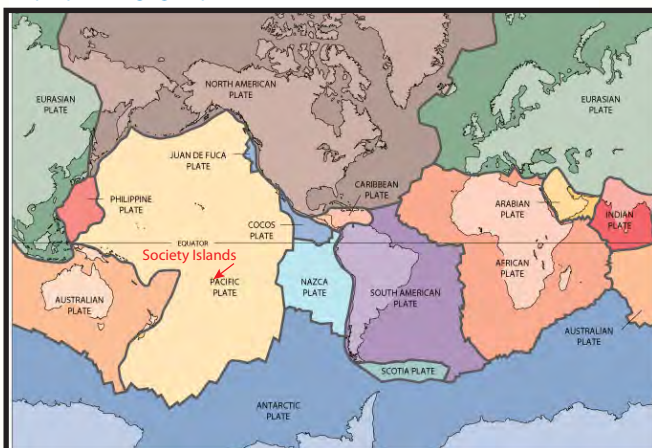 NORTH AMERICAN
PLATE
EURASIAN
PLATE
EURASIAN
PLATE
JUAN DE FUCA
PLATE
CARIBBEAN
PLATE
PHILIPPINE
PLATE
ARABIAN
PLATE
INDIAN
PLATE
COCOS
PLATE
EQUATOR
Society Islands
AFRICAN
PLATE
PACIFIC
PLATE
NAZCA
PLATE
SOUTH AMERICAN
PLATE
AUSTRALIAN
PLATE
AUSTRALIAN
PLATE
SCOTIA PLATE
ANTARCTIC
PLATE